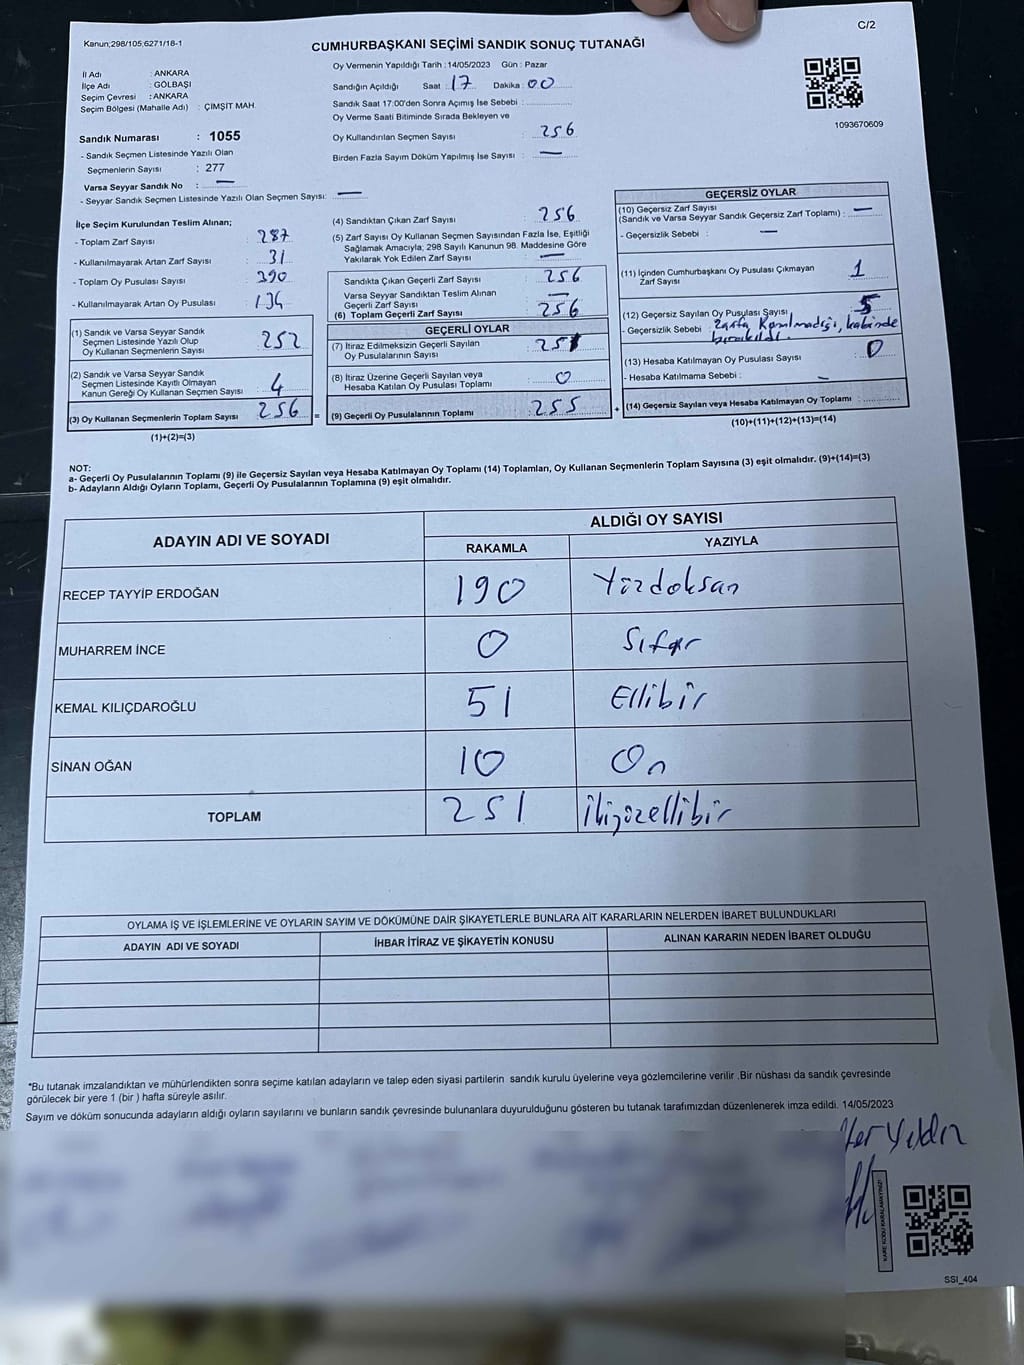 C/2
Kanun;298/105;6271/18-1
CUMHURBAŞKANI SEÇİMİ SANDIK SONUÇ TUTANAĞI
İl Adı : ANKARA
İlçe Adı : GÖLBAŞI
Seçim Çevresi : ANKARA
Seçim Bölgesi (Mahalle Adı) : ÇIMŞIT MAH.
Sandık Numarası : 1055
- Sandık Seçmen Listesinde Yazılı Olan
Seçmenlerin Sayısı : 277
Varsa Seyyar Sandık No : —
- Seyyar Sandık Seçmen Listesinde Yazılı Olan Seçmen Sayısı: —
Oy Vermenin Yapıldığı Tarih : 14/05/2023 Gün : Pazar
Sandığın Açıldığı Saat : 17 Dakika : 00
Sandık Saat 17:00'den Sonra Açımış İse Sebebi :
Oy Verme Saati Bitiminde Sırada Bekleyen ve
Oy Kullandırılan Seçmen Sayısı 256
Birden Fazla Sayım Döküm Yapılmış İse Sayısı : —
1093670609
İlçe Seçim Kurulundan Teslim Alınan;
- Toplam Zarf Sayısı : 287
- Kullanılmayarak Artan Zarf Sayısı : 31
- Toplam Oy Pusulası Sayısı : 390
- Kullanılmayarak Artan Oy Pusulası : 134
(1) Sandık ve Varsa Seyyar Sandık
Seçmen Listesinde Yazılı Olup
Oy Kullanan Seçmenlerin Sayısı : 252
(2) Sandık ve Varsa Seyyar Sandık
Seçmen Listesinde Kayıtlı Olmayan
Kanun Gereği Oy Kullanan Seçmen Sayısı : 4
(3) Oy Kullanan Seçmenlerin Toplam Sayısı 256 =
(1)+(2)=(3)
(4) Sandıktan Çıkan Zarf Sayısı : 256
(5) Zarf Sayısı Oy Kullanan Seçmen Sayısından Fazla İse, Eşitliği
Sağlamak Amacıyla; 298 Sayılı Kanunun 98. Maddesine Göre
Yakılarak Yok Edilen Zarf Sayısı : —
Sandıkta Çıkan Geçerli Zarf Sayısı : 256
Varsa Seyyar Sandıktan Teslim Alınan
Geçerli Zarf Sayısı : —
(6) Toplam Geçerli Zarf Sayısı : 256
GEÇERLİ OYLAR
(7) İtiraz Edilmeksizin Geçerli Sayılan
Oy Pusulalarının Sayısı : 251
(8) İtiraz Üzerine Geçerli Sayılan veya
Hesaba Katılan Oy Pusulası Toplamı : 0
(9) Geçerli Oy Pusulalarının Toplamı : 255 +
GEÇERSİZ OYLAR
(10) Geçersiz Zarf Sayısı
(Sandık ve Varsa Seyyar Sandık Geçersiz Zarf Toplamı) : —
- Geçersizlik Sebebi : —
(11) İçinden Cumhurbaşkanı Oy Pusulası Çıkmayan
Zarf Sayısı : 1
(12) Geçersiz Sayılan Oy Pusulası Sayısı : 5
- Geçersizlik Sebebi : Zarfa Konulmadığı, kabinde
bırakıldı.
(13) Hesaba Katılmayan Oy Pusulası Sayısı : 0
- Hesaba Katılmama Sebebi : —
(14) Geçersiz Sayılan veya Hesaba Katılmayan Oy Toplamı :
(10)+(11)+(12)+(13)=(14)
NOT:
a- Geçerli Oy Pusulalarının Toplamı (9) ile Geçersiz Sayılan veya Hesaba Katılmayan Oy Toplamı (14) Toplamları, Oy Kullanan Seçmenlerin Toplam Sayısına (3) eşit olmalıdır. (9)+(14)=(3)
b- Adayların Aldığı Oyların Toplamı, Geçerli Oy Pusulalarının Toplamına (9) eşit olmalıdır.
ADAYIN ADI VE SOYADI ALDIĞI OY SAYISI
RAKAMLA YAZIYLA
RECEP TAYYİP ERDOĞAN 190 Yüzdoksan
MUHARREM İNCE 0 Sıfır
KEMAL KILIÇDAROĞLU 51 Ellibir
SİNAN OĞAN 10 On
TOPLAM 251 İkiyüzellibir
OYLAMA İŞ VE İŞLEMLERİNE VE OYLARIN SAYIM VE DÖKÜMÜNE DAİR ŞİKAYETLERLE BUNLARA AİT KARARLARIN NELERDEN İBARET BULUNDUKLARI
ADAYIN ADI VE SOYADI İHBAR İTİRAZ VE ŞİKAYETİN KONUSU ALINAN KARARIN NEDEN İBARET OLDUĞU
*Bu tutanak imzalandıktan ve mühürlendikten sonra seçime katılan adayların ve talep eden siyasi partilerin sandık kurulu üyelerine veya gözlemcilerine verilir .Bir nüshası da sandık çevresinde
görülecek bir yere 1 (bir ) hafta süreyle asılır.
Sayım ve döküm sonucunda adayların aldığı oyların sayılarını ve bunların sandık çevresinde bulunanlara duyurulduğunu gösteren bu tutanak tarafımızdan düzenlenerek imza edildi. 14/05/2023
KARE KODU KARALAMAYINIZ!
SSI_404